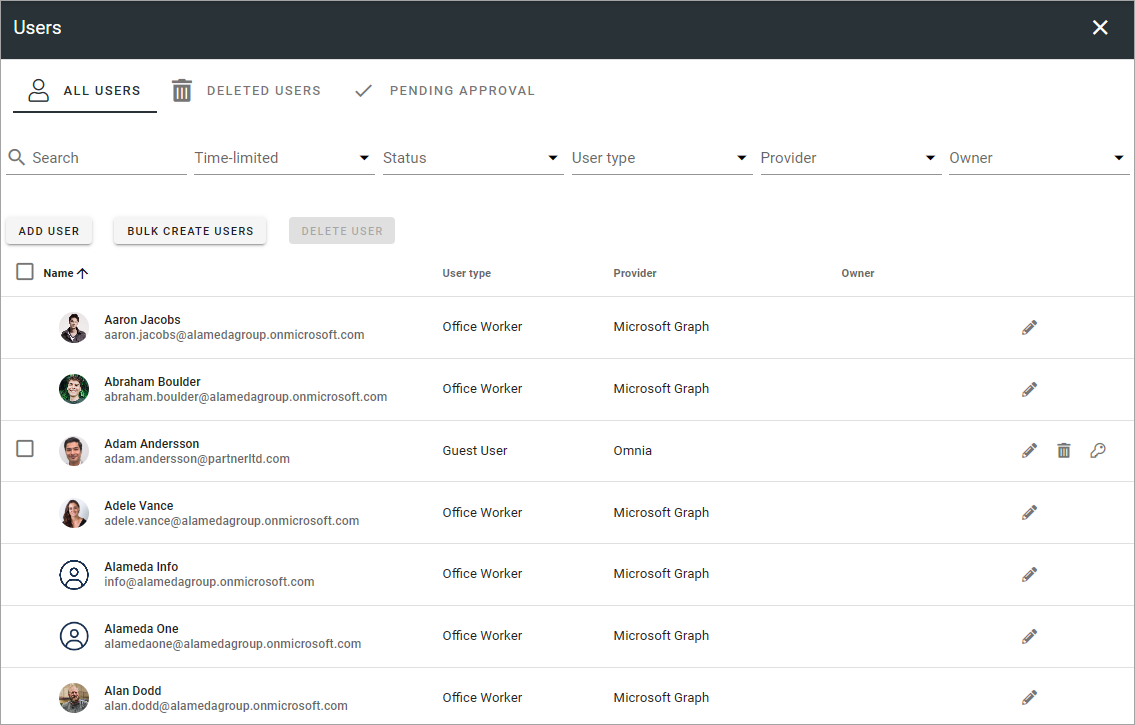 Users
ALL USERS
DELETED USERS
PENDING APPROVAL
Search
Time-limited
Status
User type
Provider
Owner
ADD USER
BULK CREATE USERS
DELETE USER
Name User type Provider Owner
Aaron Jacobs
aaron.jacobs@alamedagroup.onmicrosoft.com
Office Worker
Microsoft Graph
Abraham Boulder
abraham.boulder@alamedagroup.onmicrosoft.com
Office Worker
Microsoft Graph
Adam Andersson
adam.andersson@partnerltd.com
Guest User
Omnia
Adele Vance
adele.vance@alamedagroup.onmicrosoft.com
Office Worker
Microsoft Graph
Alameda Info
info@alamedagroup.onmicrosoft.com
Office Worker
Microsoft Graph
Alameda One
alamedaone@alamedagroup.onmicrosoft.com
Office Worker
Microsoft Graph
Alan Dodd
alan.dodd@alamedagroup.onmicrosoft.com
Office Worker
Microsoft Graph